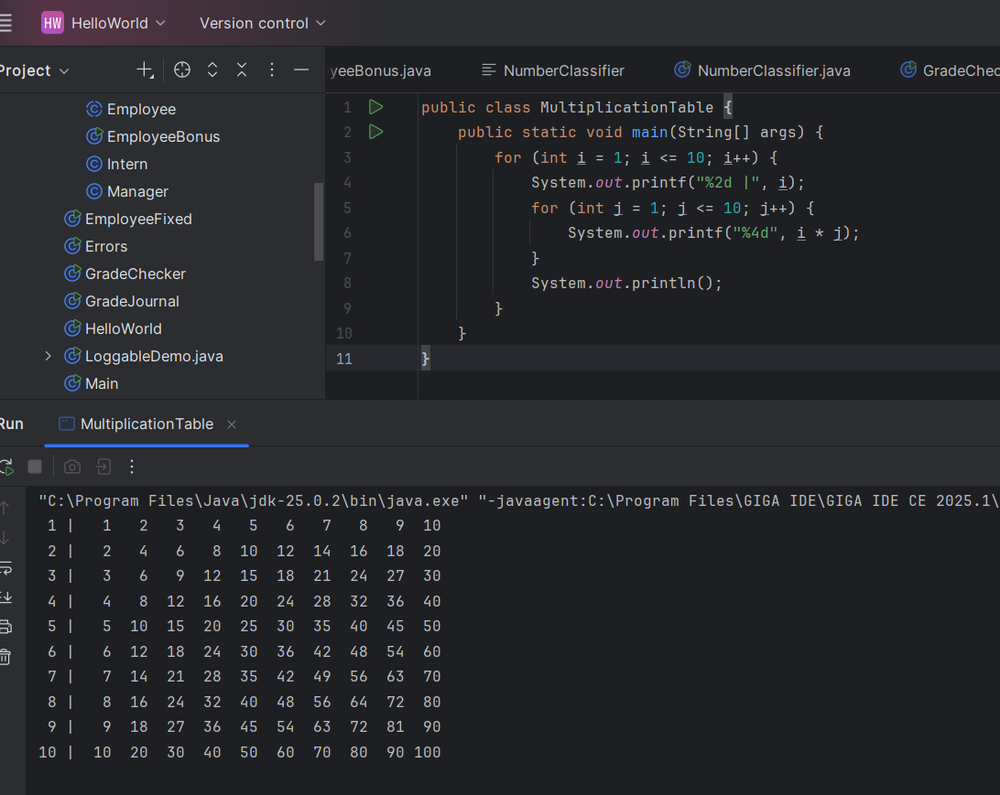 HW HelloWorld Version control
Project
yeeBonus.java NumberClassifier NumberClassifier.java GradeChec
Employee
EmployeeBonus
Intern
Manager
EmployeeFixed
Errors
GradeChecker
GradeJournal
HelloWorld
LoggableDemo.java
Main
1 public class MultiplicationTable {
2 public static void main(String[] args) {
3 for (int i = 1; i <= 10; i++) {
4 System.out.printf("%2d |", i);
5 for (int j = 1; j <= 10; j++) {
6 System.out.printf("%4d", i * j);
7 }
8 System.out.println();
9 }
10 }
11 }
Run MultiplicationTable
"C:\Program Files\Java\jdk-25.0.2\bin\java.exe" "-javaagent:C:\Program Files\GIGA IDE\GIGA IDE CE 2025.1\
1 | 1 2 3 4 5 6 7 8 9 10
2 | 2 4 6 8 10 12 14 16 18 20
3 | 3 6 9 12 15 18 21 24 27 30
4 | 4 8 12 16 20 24 28 32 36 40
5 | 5 10 15 20 25 30 35 40 45 50
6 | 6 12 18 24 30 36 42 48 54 60
7 | 7 14 21 28 35 42 49 56 63 70
8 | 8 16 24 32 40 48 56 64 72 80
9 | 9 18 27 36 45 54 63 72 81 90
10 | 10 20 30 40 50 60 70 80 90 100